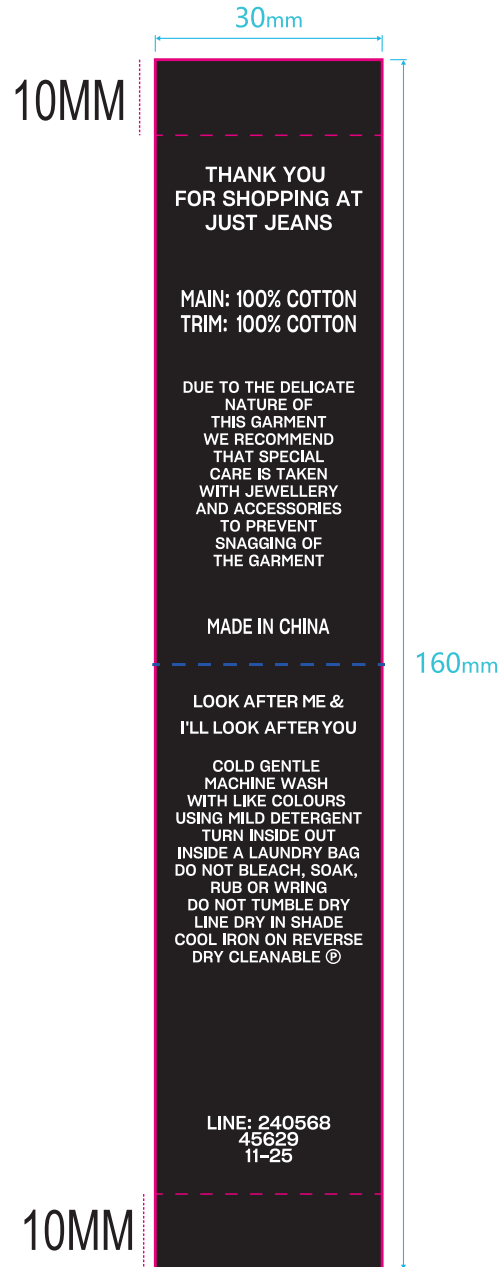 30mm
10MM
THANK YOU
FOR SHOPPING AT
JUST JEANS
MAIN: 100% COTTON
TRIM: 100% COTTON
DUE TO THE DELICATE
NATURE OF
THIS GARMENT
WE RECOMMEND
THAT SPECIAL
CARE IS TAKEN
WITH JEWELLERY
AND ACCESSORIES
TO PREVENT
SNAGGING OF
THE GARMENT
MADE IN CHINA
160mm
LOOK AFTER ME &
I'LL LOOK AFTER YOU
COLD GENTLE
MACHINE WASH
WITH LIKE COLOURS
USING MILD DETERGENT
TURN INSIDE OUT
INSIDE A LAUNDRY BAG
DO NOT BLEACH, SOAK,
RUB OR WRING
DO NOT TUMBLE DRY
LINE DRY IN SHADE
COOL IRON ON REVERSE
DRY CLEANABLE Ⓟ
LINE: 240568
45629
11-25
10MM